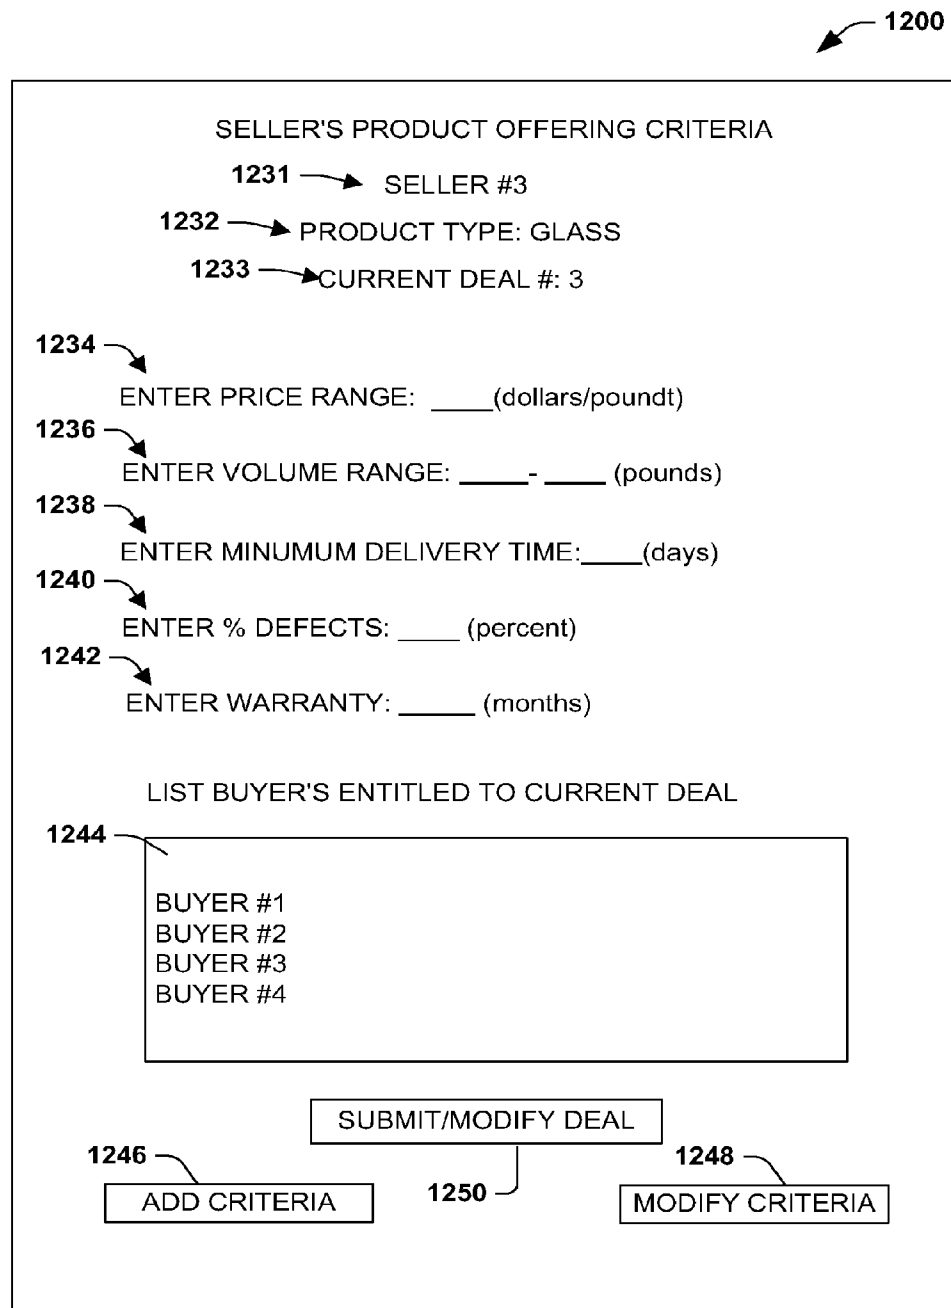 1200
SELLER'S PRODUCT OFFERING CRITERIA
1231 SELLER #3
1232 PRODUCT TYPE: GLASS
1233 CURRENT DEAL #: 3
1234
ENTER PRICE RANGE: ____(dollars/poundt)
1236
ENTER VOLUME RANGE: ____- ____ (pounds)
1238
ENTER MINUMUM DELIVERY TIME:____(days)
1240
ENTER % DEFECTS: ____ (percent)
1242
ENTER WARRANTY: _____ (months)
LIST BUYER'S ENTITLED TO CURRENT DEAL
1244
BUYER #1
BUYER #2
BUYER #3
BUYER #4
SUBMIT/MODIFY DEAL
1246 1250 1248
ADD CRITERIA MODIFY CRITERIA